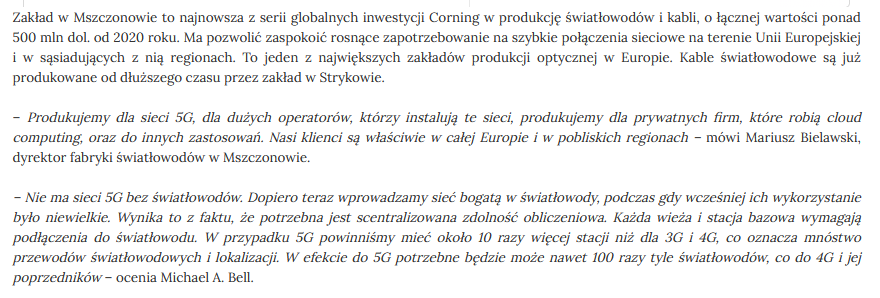 Zakład w Mszczonowie to najnowsza z serii globalnych inwestycji Corning w produkcję światłowodów i kabli, o łącznej wartości ponad
500 mln dol. od 2020 roku. Ma pozwolić zaspokoić rosnące zapotrzebowanie na szybkie połączenia sieciowe na terenie Unii Europejskiej
i w sąsiadujących z nią regionach. To jeden z największych zakładów produkcji optycznej w Europie. Kable światłowodowe są już
produkowane od dłuższego czasu przez zakład w Strykowie.
– Produkujemy dla sieci 5G, dla dużych operatorów, którzy instalują te sieci, produkujemy dla prywatnych firm, które robią cloud
computing, oraz do innych zastosowań. Nasi klienci są właściwie w całej Europie i w pobliskich regionach – mówi Mariusz Bielawski,
dyrektor fabryki światłowodów w Mszczonowie.
– Nie ma sieci 5G bez światłowodów. Dopiero teraz wprowadzamy sieć bogatą w światłowody, podczas gdy wcześniej ich wykorzystanie
było niewielkie. Wynika to z faktu, że potrzebna jest scentralizowana zdolność obliczeniowa. Każda wieża i stacja bazowa wymagają
podłączenia do światłowodu. W przypadku 5G powinniśmy mieć około 10 razy więcej stacji niż dla 3G i 4G, co oznacza mnóstwo
przewodów światłowodowych i lokalizacji. W efekcie do 5G potrzebne będzie może nawet 100 razy tyle światłowodów, co do 4G i jej
poprzedników – ocenia Michael A. Bell.